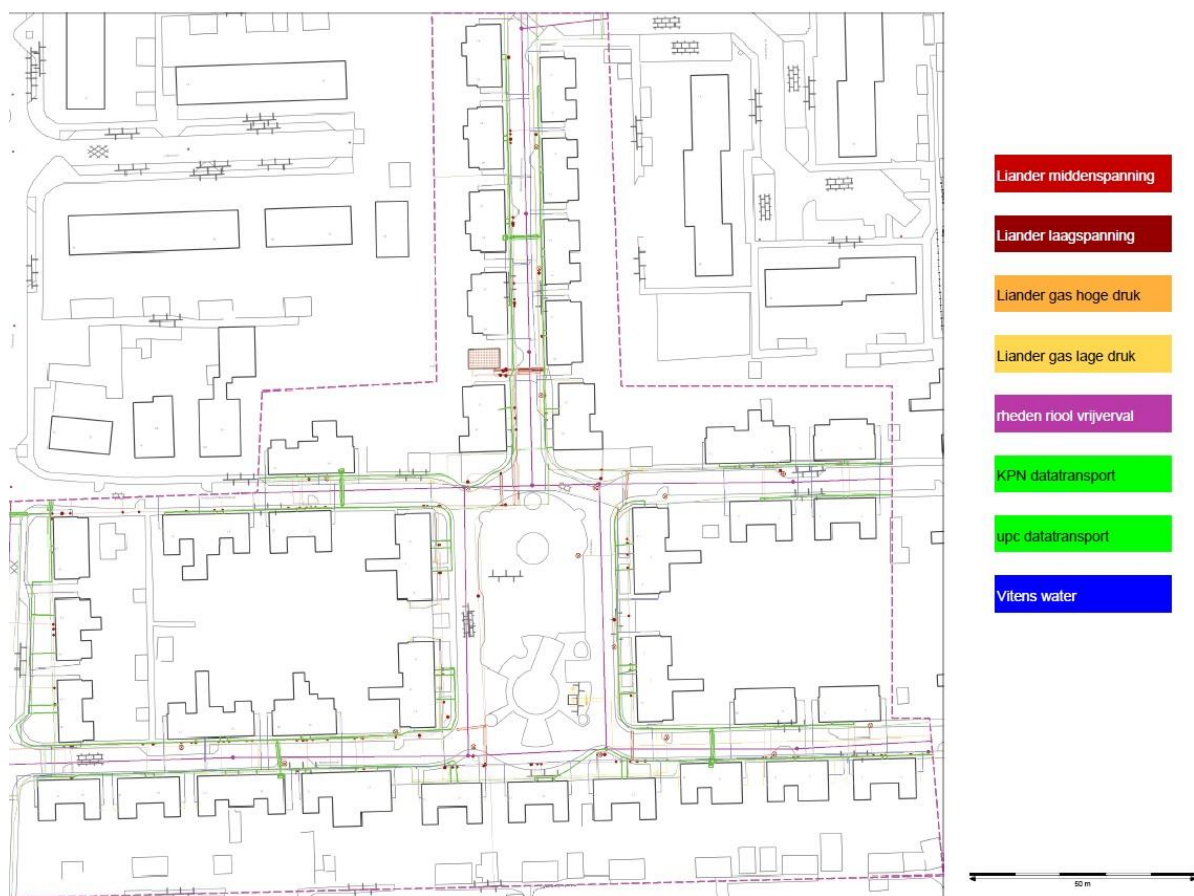 Liander middenspanning
Liander laagspanning
Liander gas hoge druk
Liander gas lage druk
rheden riool vrijverval
KPN datatransport
upc datatransport
Vitens water
50 m